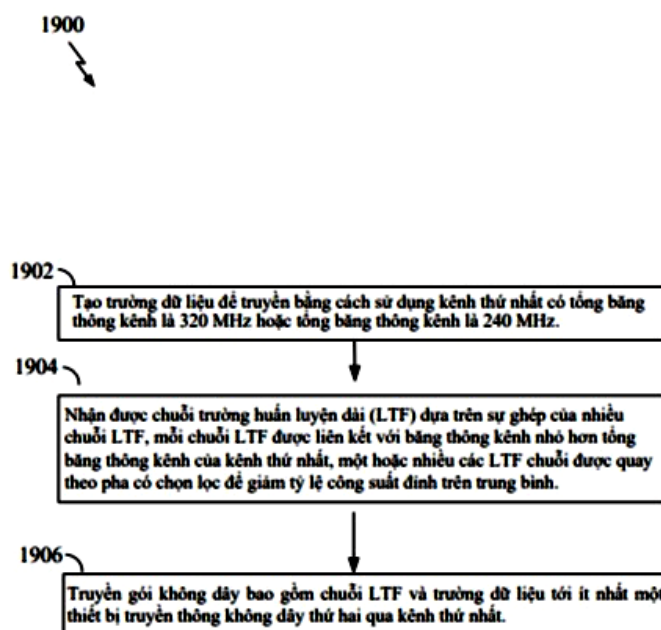 1900
1902
Tạo trường dữ liệu để truyền bằng cách sử dụng kênh thứ nhất có tổng băng
thông kênh là 320 MHz hoặc tổng băng thông kênh là 240 MHz.
1904
Nhận được chuỗi trường huấn luyện dài (LTF) dựa trên sự ghép của nhiều
chuỗi LTF, mỗi chuỗi LTF được liên kết với băng thông kênh nhỏ hơn tổng
băng thông kênh của kênh thứ nhất, một hoặc nhiều các LTF chuỗi được quay
theo pha có chọn lọc để giảm tỷ lệ công suất đỉnh trên trung bình.
1906
Truyền gói không dây bao gồm chuỗi LTF và trường dữ liệu tới ít nhất một
thiết bị truyền thông không dây thứ hai qua kênh thứ nhất.